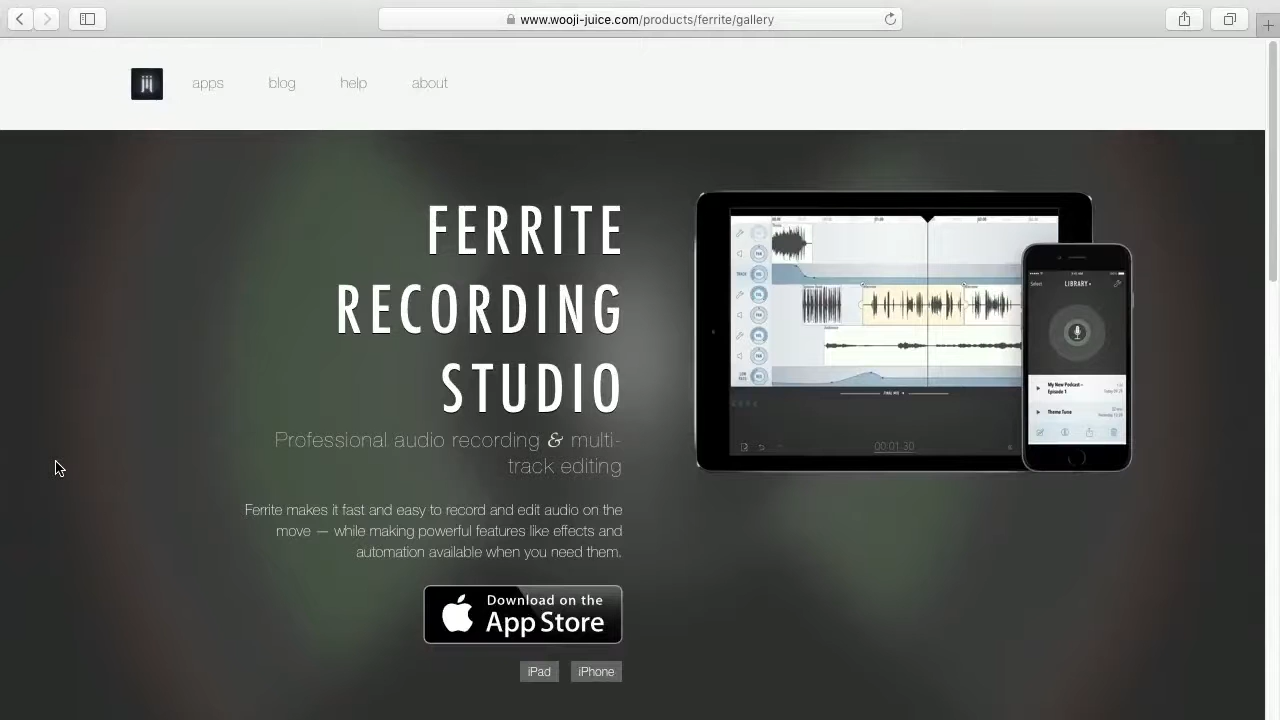 www.wooji-juice.com/products/ferrite/gallery
apps blog help about
FERRITE
RECORDING
STUDIO
Professional audio recording & multi-
track editing
Ferrite makes it fast and easy to record and edit audio on the
move — while making powerful features like effects and
automation available when you need them.
Download on the
App Store
iPad iPhone
FINAL MIX
00:01.30
Select LIBRARY
My New Podcast –
Episode 1
Theme Tune